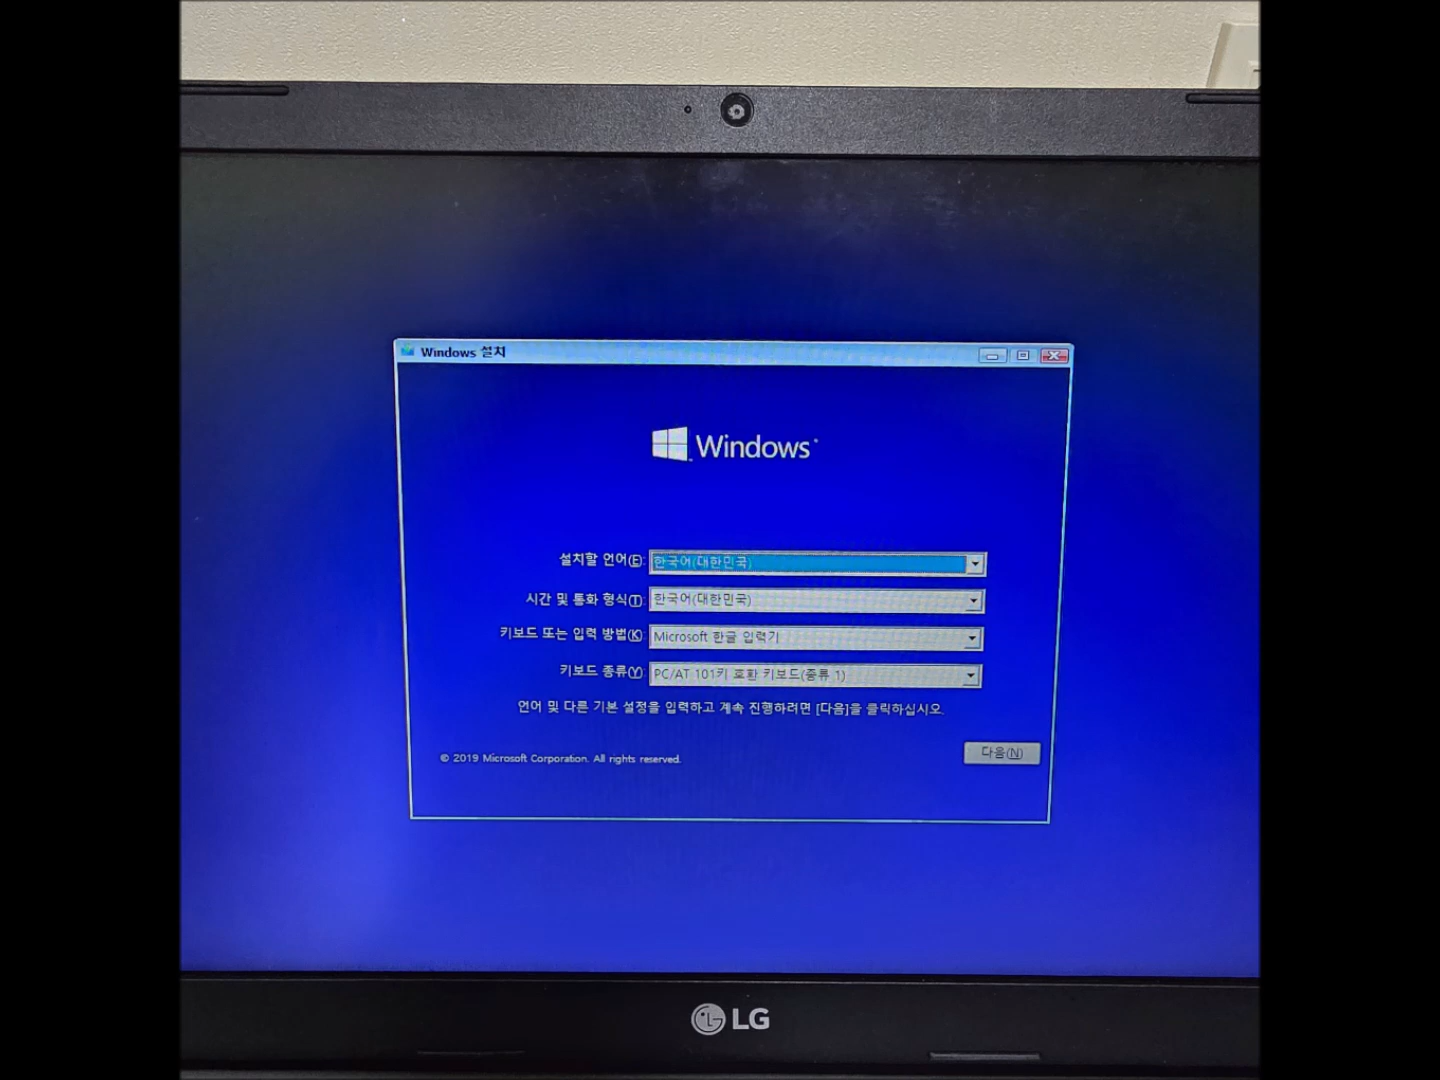 Windows 설치
Windows
설치할 언어(E): 한국어(대한민국)
시간 및 통화 형식(T): 한국어(대한민국)
키보드 또는 입력 방법(K): Microsoft 한글 입력기
키보드 종류(Y): PC/AT 101키 호환 키보드(종류 1)
언어 및 다른 기본 설정을 입력하고 계속 진행하려면 [다음]을 클릭하십시오.
© 2019 Microsoft Corporation. All rights reserved.
다음(N)
LG